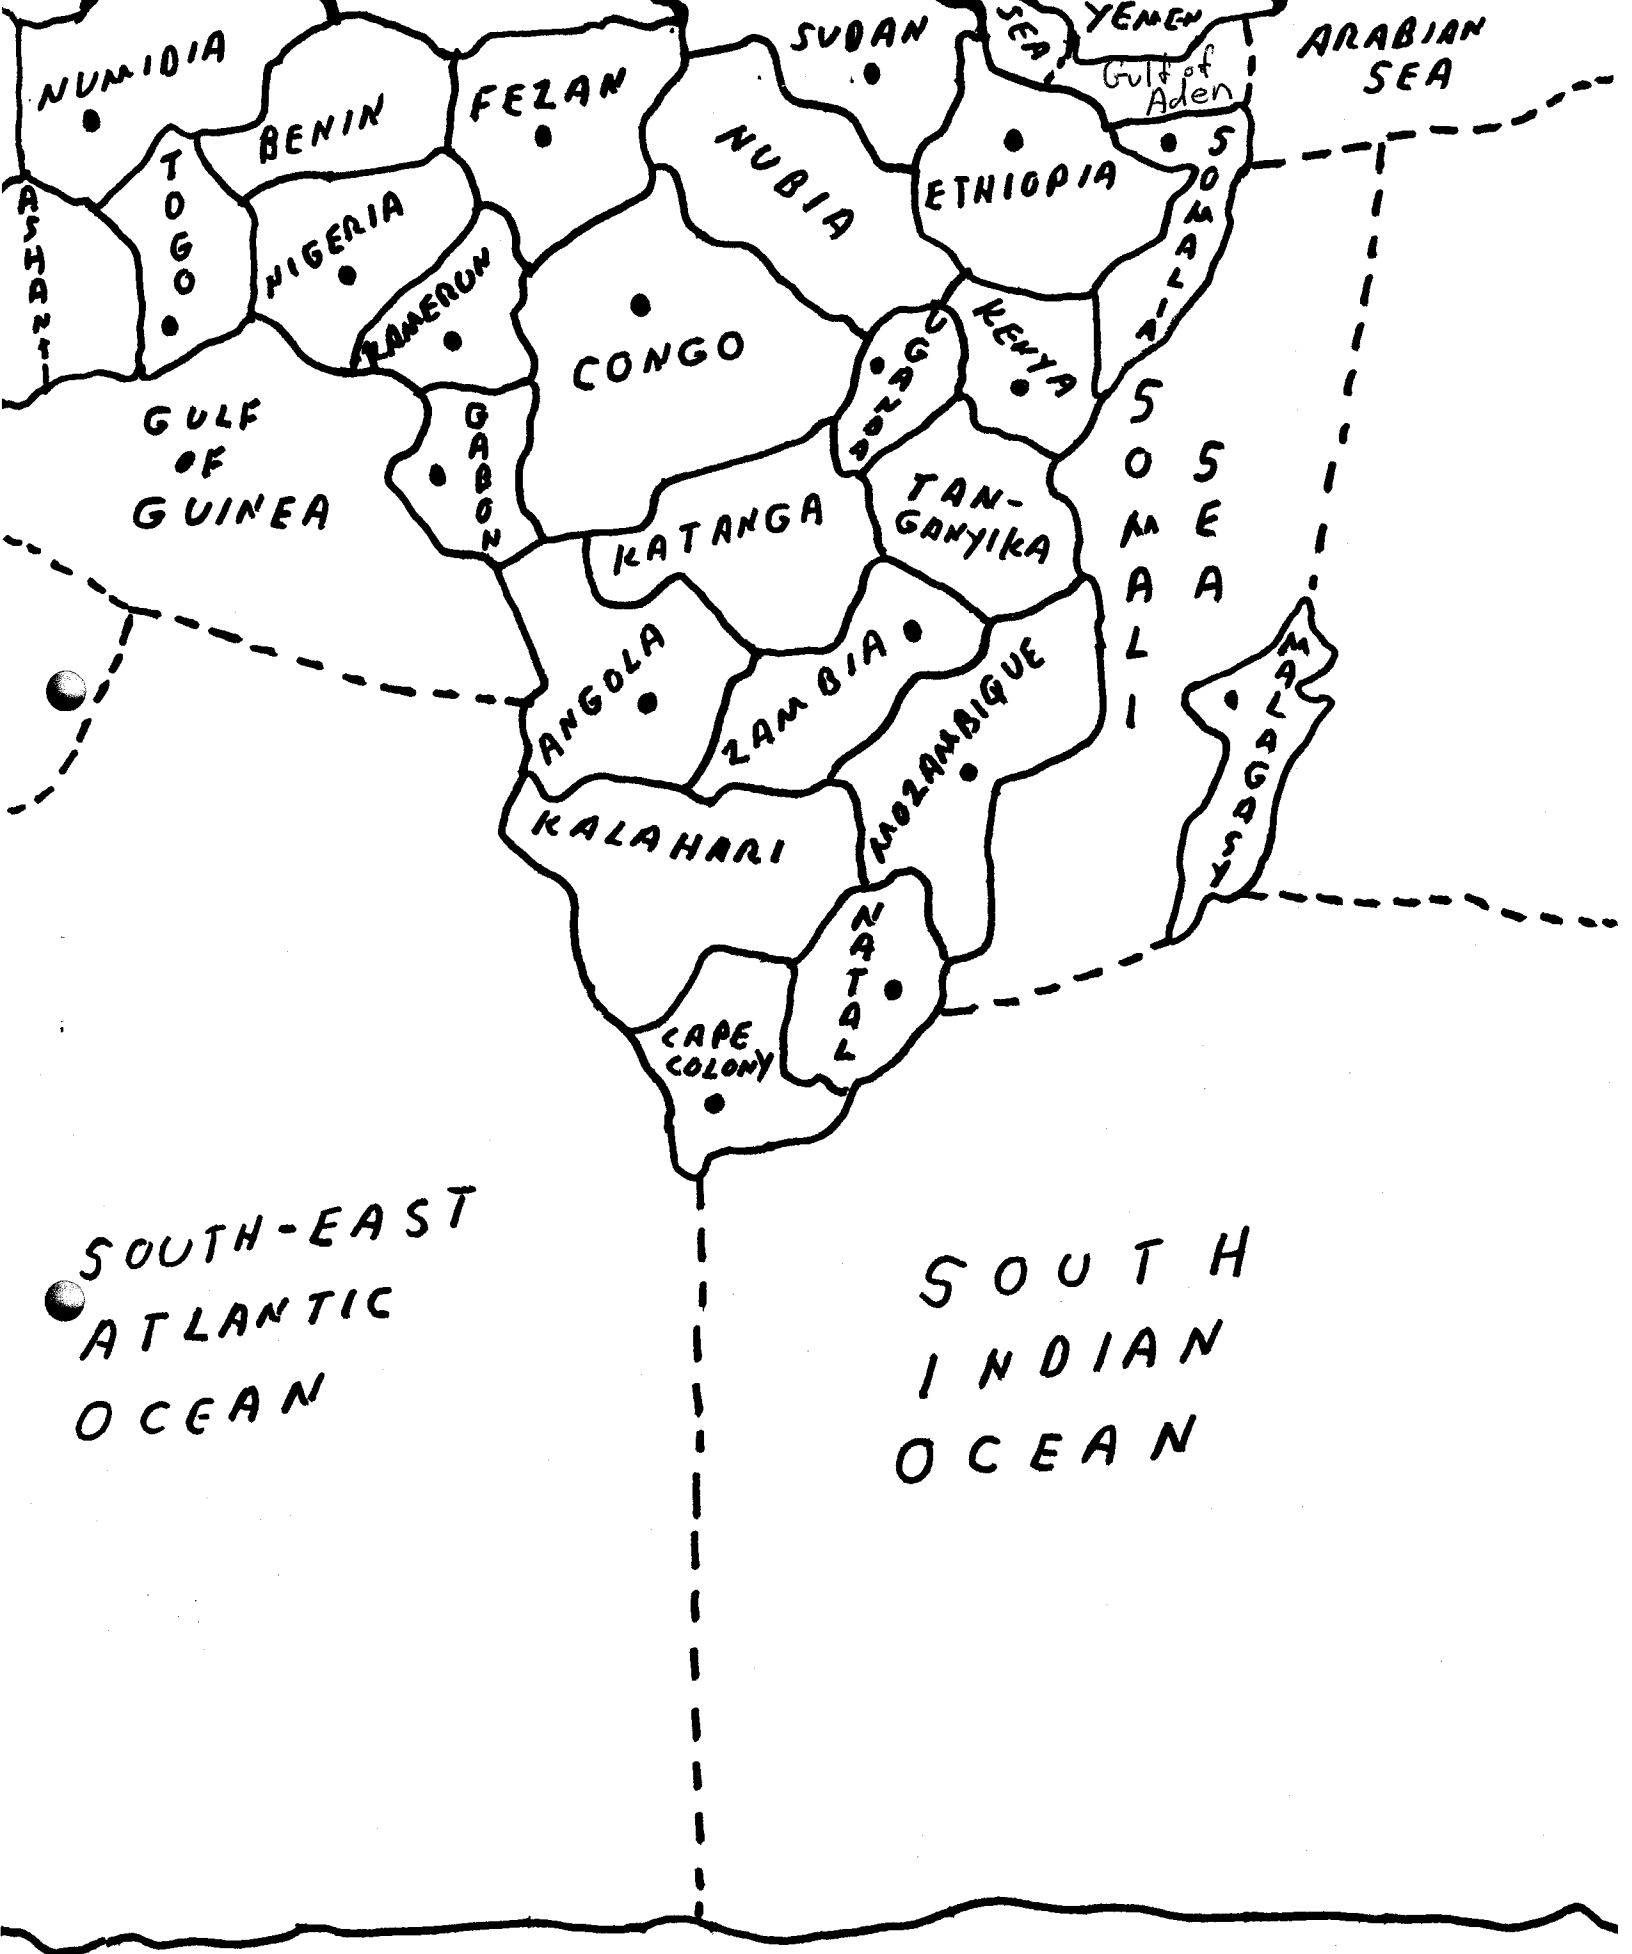 SUDAN
SEA
YEMEN
ARABIAN
SEA
NUMIDIA
BENIN
FEZAN
Gulf of
Aden
NUBIA
ETHIOPIA
SOMALIA
ASHANTI
TOGO
NIGERIA
KAMERUN
CONGO
UGANDA
KENYA
GULF
OF
GUINEA
GABON
KATANGA
TAN-
GANYIKA
SOMALI
SEA
ANGOLA
ZAMBIA
MOZAMBIQUE
MALAGASY
KALAHARI
NATAL
CAPE
COLONY
SOUTH-EAST
ATLANTIC
OCEAN
SOUTH
INDIAN
OCEAN